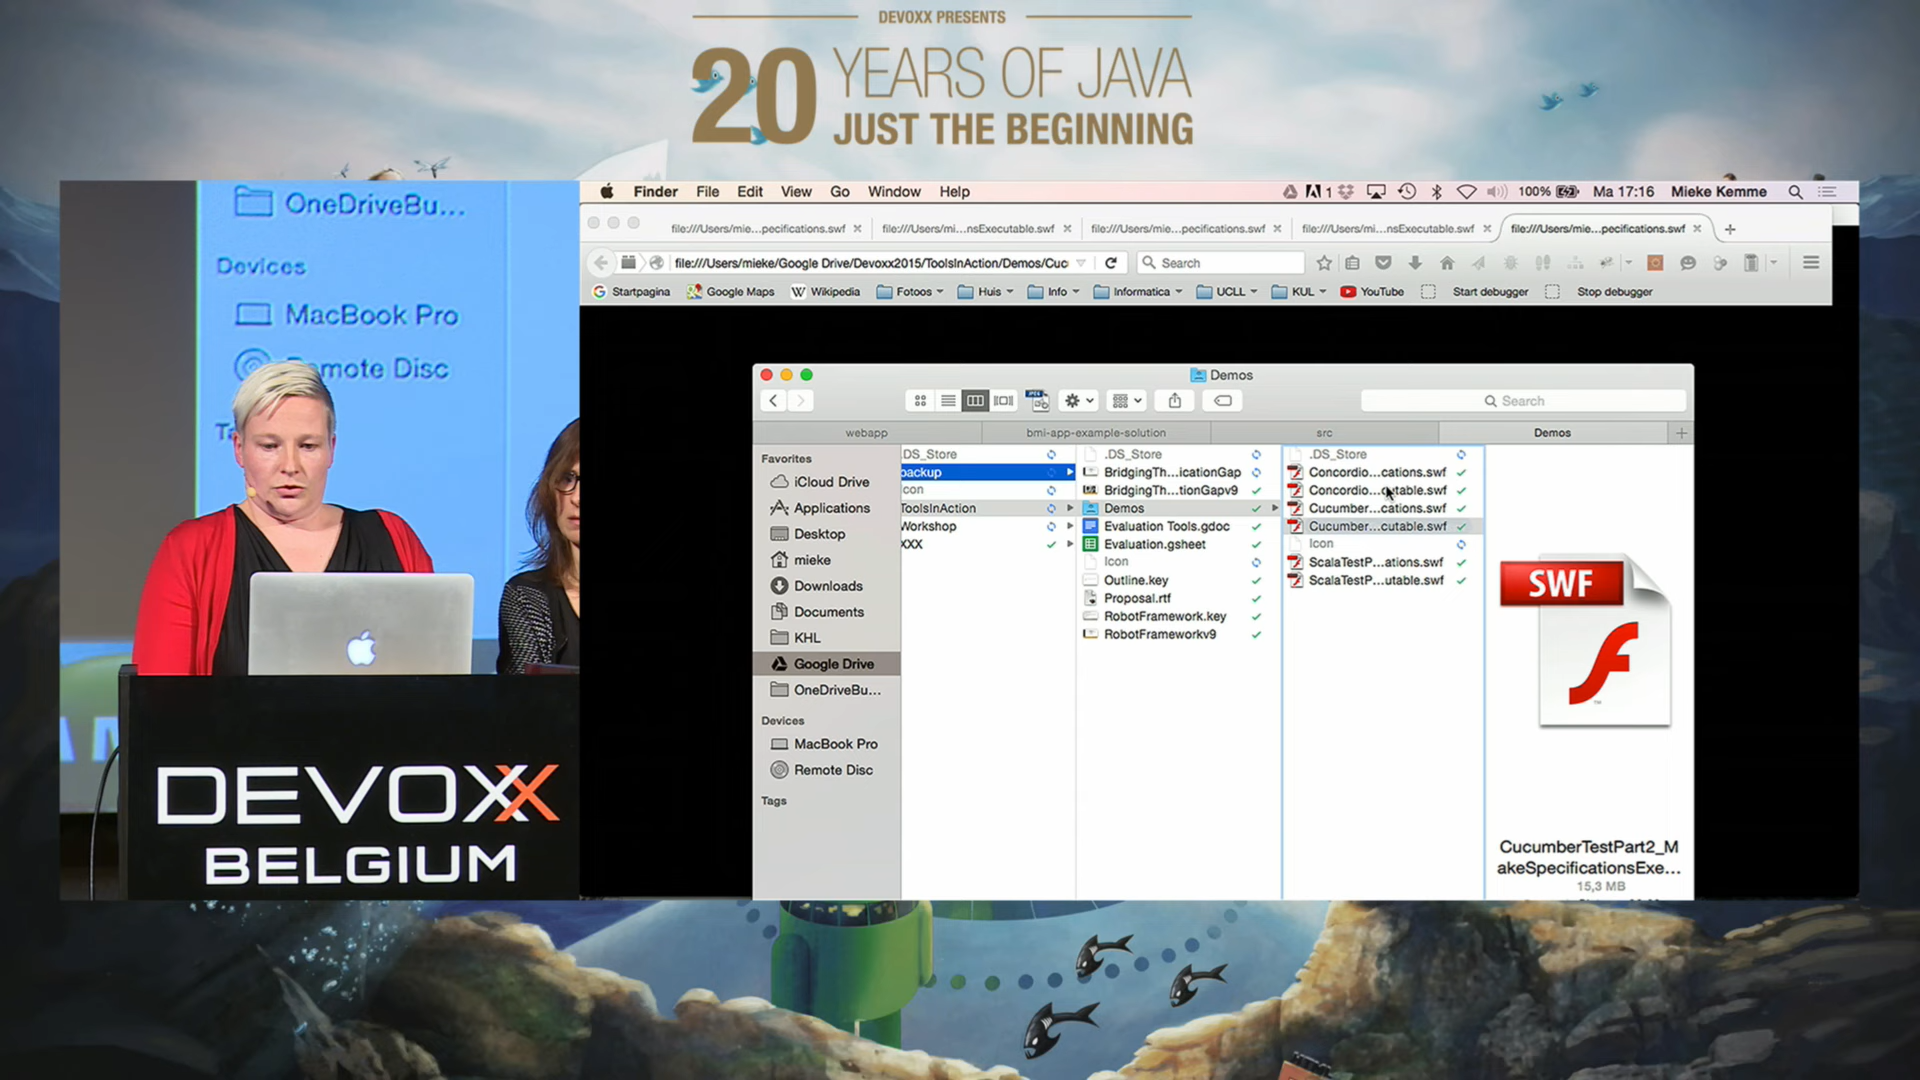 DEVOXX PRESENTS
20 YEARS OF JAVA
JUST THE BEGINNING
OneDriveBu...
Devices
MacBook Pro
mote Disc
DEVOXX
BELGIUM
Finder File Edit View Go Window Help
1 100% Ma 17:16 Mieke Kemme
file:///Users/mie...pecifications.swf
file:///Users/mi...nsExecutable.swf
file:///Users/mie...pecifications.swf
file:///Users/mi...nsExecutable.swf
file:///Users/mie...pecifications.swf
file:///Users/mieke/Google Drive/Devoxx2015/ToolsInAction/Demos/Cuc
Search
Startpagina Google Maps Wikipedia Fotoos Huis Info Informatica UCLL KUL YouTube Start debugger Stop debugger
Demos
Search
webapp bmi-app-example-solution src Demos
Favorites
iCloud Drive
Applications
Desktop
mieke
Downloads
Documents
KHL
Google Drive
OneDriveBu...
Devices
MacBook Pro
Remote Disc
Tags
.DS_Store
backup
Icon
ToolsInAction
Workshop
XXX
.DS_Store
BridgingTh...icationGap
BridgingTh...tionGapv9
Demos
Evaluation Tools.gdoc
Evaluation.gsheet
Icon
Outline.key
Proposal.rtf
RobotFramework.key
RobotFrameworkv9
.DS_Store
Concordio...cations.swf
Concordio...cutable.swf
Cucumber...cations.swf
Cucumber...cutable.swf
Icon
ScalaTestP...ations.swf
ScalaTestP...utable.swf
SWF
CucumberTestPart2_M
akeSpecificationsExe...
15,3 MB